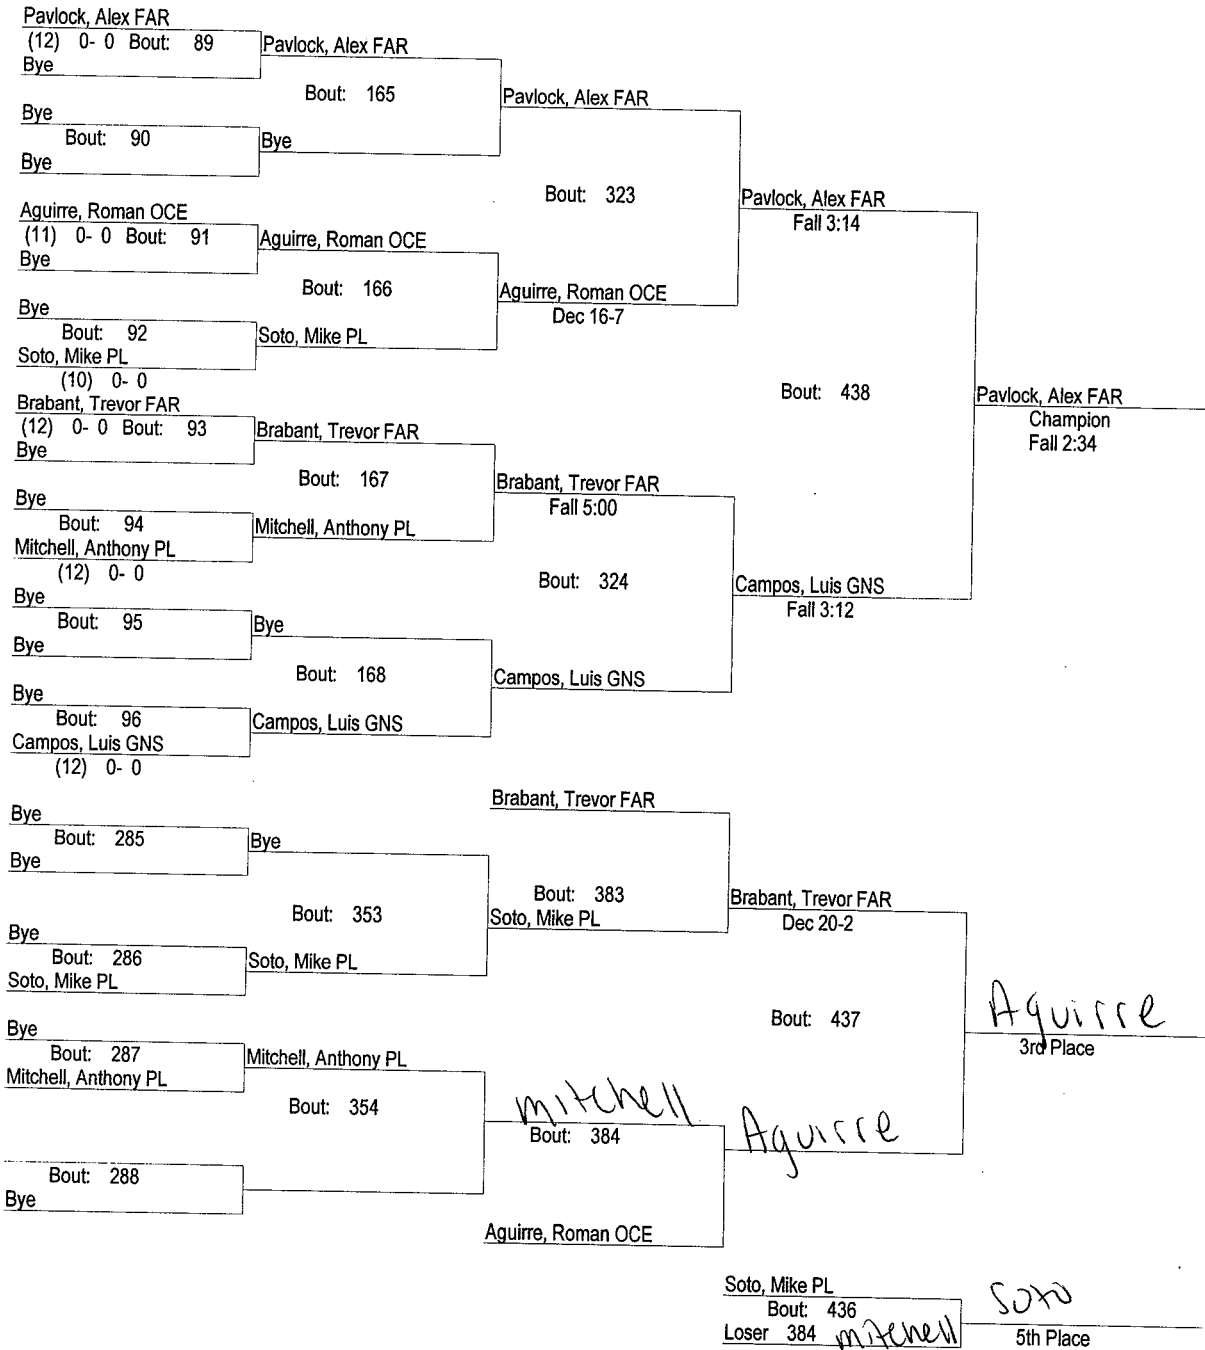 Pavlock, Alex FAR
(12) 0- 0 Bout: 89
Bye
Pavlock, Alex FAR
Bout: 165
Pavlock, Alex FAR
Bye
Bout: 90
Bye
Bye
Bout: 323
Pavlock, Alex FAR
Fall 3:14
Aguirre, Roman OCE
(11) 0- 0 Bout: 91
Bye
Aguirre, Roman OCE
Bout: 166
Aguirre, Roman OCE
Dec 16-7
Bye
Bout: 92
Soto, Mike PL
(10) 0- 0
Soto, Mike PL
Bout: 438
Pavlock, Alex FAR
Champion
Fall 2:34
Brabant, Trevor FAR
(12) 0- 0 Bout: 93
Bye
Brabant, Trevor FAR
Bout: 167
Brabant, Trevor FAR
Fall 5:00
Bye
Bout: 94
Mitchell, Anthony PL
(12) 0- 0
Mitchell, Anthony PL
Bout: 324
Campos, Luis GNS
Fall 3:12
Bye
Bout: 95
Bye
Bye
Bout: 168
Campos, Luis GNS
Bye
Bout: 96
Campos, Luis GNS
(12) 0- 0
Campos, Luis GNS
Brabant, Trevor FAR
Bye
Bout: 285
Bye
Bye
Bout: 353
Bout: 383
Soto, Mike PL
Brabant, Trevor FAR
Dec 20-2
Bye
Bout: 286
Soto, Mike PL
Soto, Mike PL
Bout: 437
Aguirre
3rd Place
Bye
Bout: 287
Mitchell, Anthony PL
Mitchell, Anthony PL
Bout: 354
mitchell
Bout: 384
Aguirre
Bout: 288
Bye
Aguirre, Roman OCE
Soto, Mike PL
Bout: 436
Loser 384 mitchell
Soto
5th Place